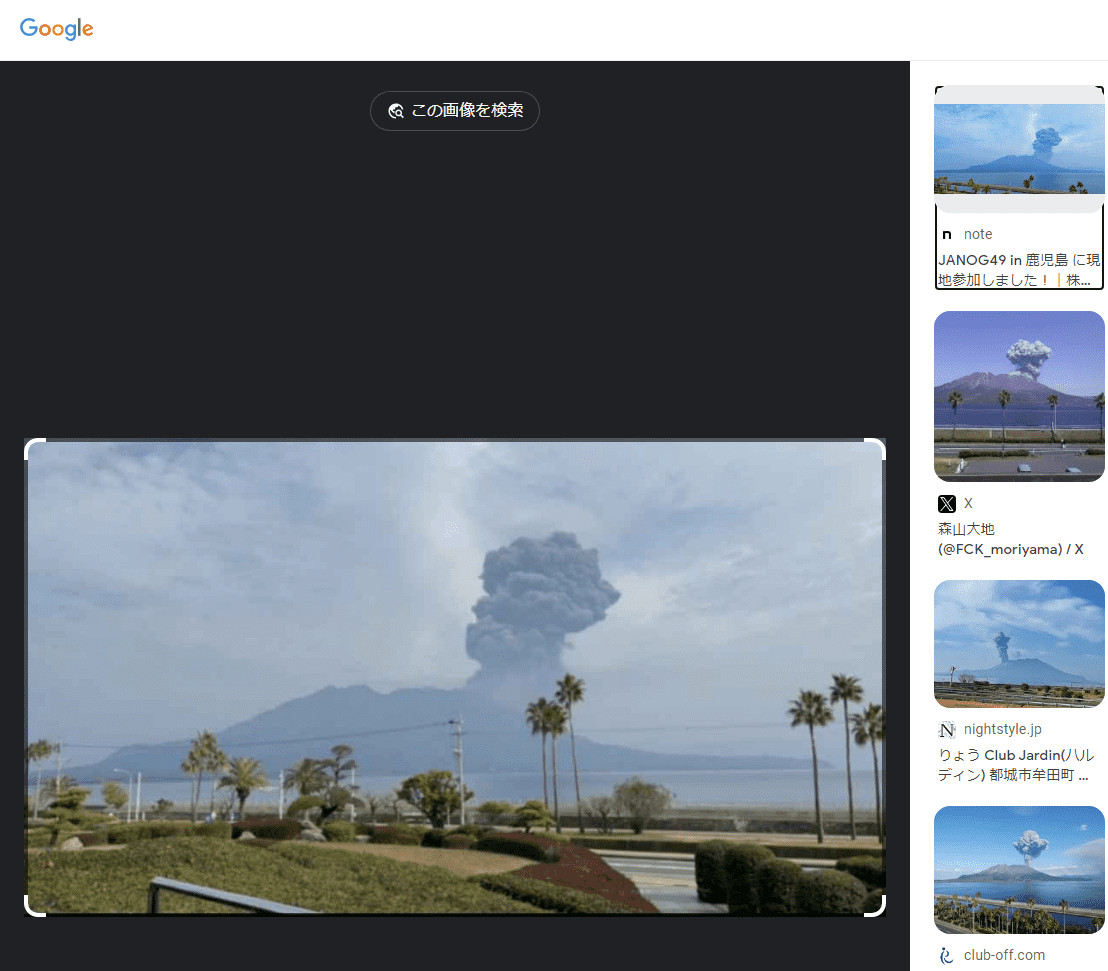 Google
この画像を検索
note
JANOG49 in 鹿児島 に現
地参加しました！｜株...
X
森山大地
(@FCK_moriyama) / X
nightstyle.jp
りょう Club Jardin(ハル
ディン) 都城市牟田町 ...
club-off.com